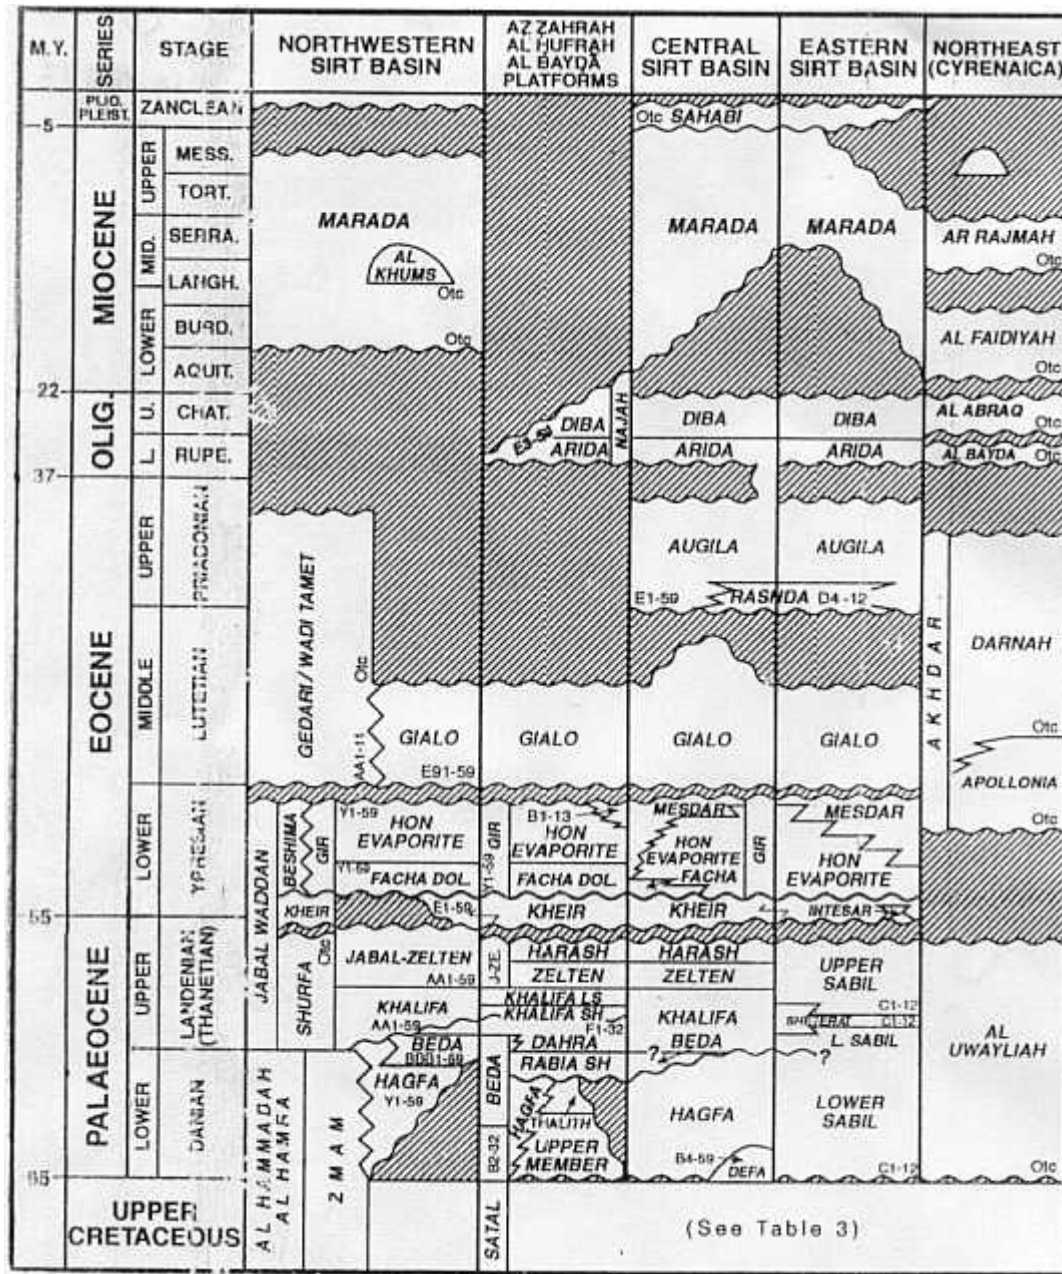 M.Y.
SERIES
STAGE
NORTHWESTERN
SIRT BASIN
AZ ZAHRAH
AL HUFRAH
AL BAYDA
PLATFORMS
CENTRAL
SIRT BASIN
EASTERN
SIRT BASIN
NORTHEAST
(CYRENAICA)
PLIO.
PLEIST.
ZANCLEAN
Otc SAHABI
5
MIOCENE
UPPER
MESS.
TORT.
MID.
SERRA.
LANGH.
LOWER
BURD.
AQUIT.
MARADA
AL
KHUMS
Otc
Otc
MARADA
MARADA
AR RAJMAH
Otc
AL FAIDIYAH
Otc
22
OLIG.
U.
CHAT.
L.
RUPE.
E3-59
DIBA
ARIDA
NAJAH
DIBA
ARIDA
DIBA
ARIDA
AL ABRAQ
Otc
AL BAYDA Otc
37
EOCENE
UPPER
PRIABONIAN
MIDDLE
LUTETIAN
LOWER
YPRESIAN
GEDARI/WADI TAMET
Otc
AA1-11
GIALO
E91-59
GIALO
AUGILA
AUGILA
E1-59
RASHDA D4-12
GIALO
GIALO
AKHDAR
DARNAH
Otc
APOLLONIA
Otc
JABAL WADDAN
BESHIMA
GIR
Y1-59
HON
EVAPORITE
Y1-59
FACHA DOL.
GIR
Y1-59
B1-13
HON
EVAPORITE
FACHA DOL.
MESDAR
HON
EVAPORITE
FACHA
GIR
MESDAR
HON
EVAPORITE
KHEIR
E1-59
KHEIR
KHEIR
IHTESAR
55
PALAEOCENE
UPPER
LANDENIAN
(THANETIAN)
LOWER
DANIAN
SHURFA
Otc
JABAL-ZELTEN
AA1-59
KHALIFA
AA1-59
BEDA
HAGFA
Y1-59
J-ZE.
HARASH
ZELTEN
KHALIFA LS
KHALIFA SH
F1-32
DAHRA
RABIA SH
BEDA
HAGFA
THALITH
UPPER
MEMBER
B2-32
HARASH
ZELTEN
KHALIFA
BEDA
?
HAGFA
B4-59
DEFA
UPPER
SABIL
C1-12
C1-12
L. SABIL
?
LOWER
SABIL
C1-12
AL
UWAYLIAH
Otc
65
UPPER
CRETACEOUS
AL HAMMADAH
AL HAMRA
ZMAM
SATAL
(See Table 3)